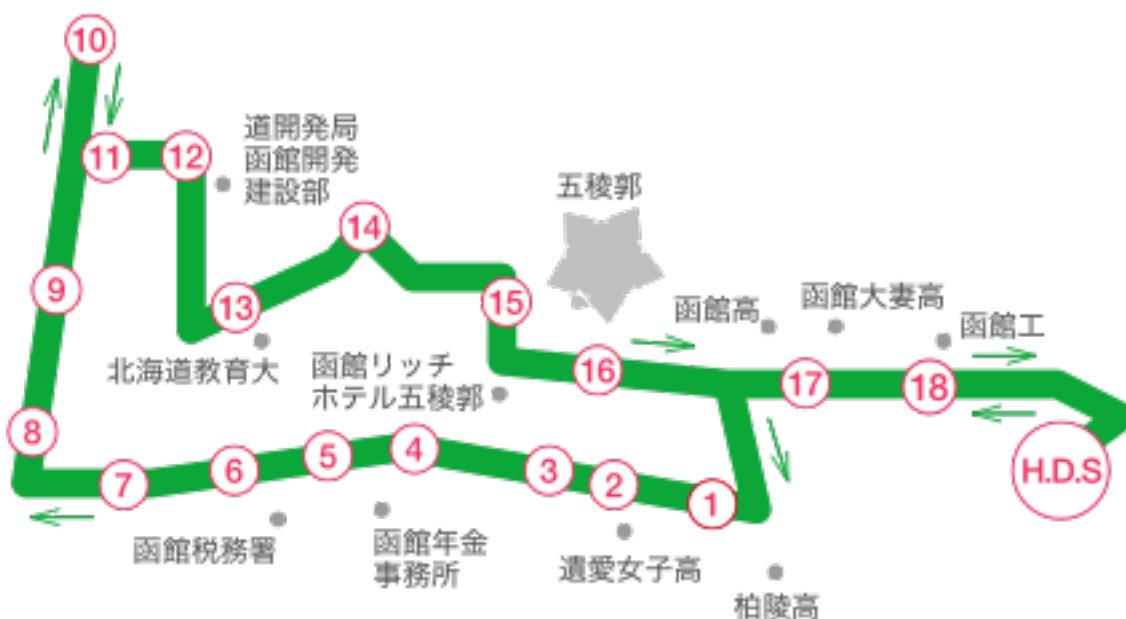 10
11
12
道開発局
函館開発
建設部
五稜郭
14
9
13
15
函館高
函館大妻高
函館工
北海道教育大
函館リッチ
ホテル五稜郭
16
17
18
8
7
6
5
4
3
2
1
H.D.S
函館税務署
函館年金
事務所
遺愛女子高
柏陵高